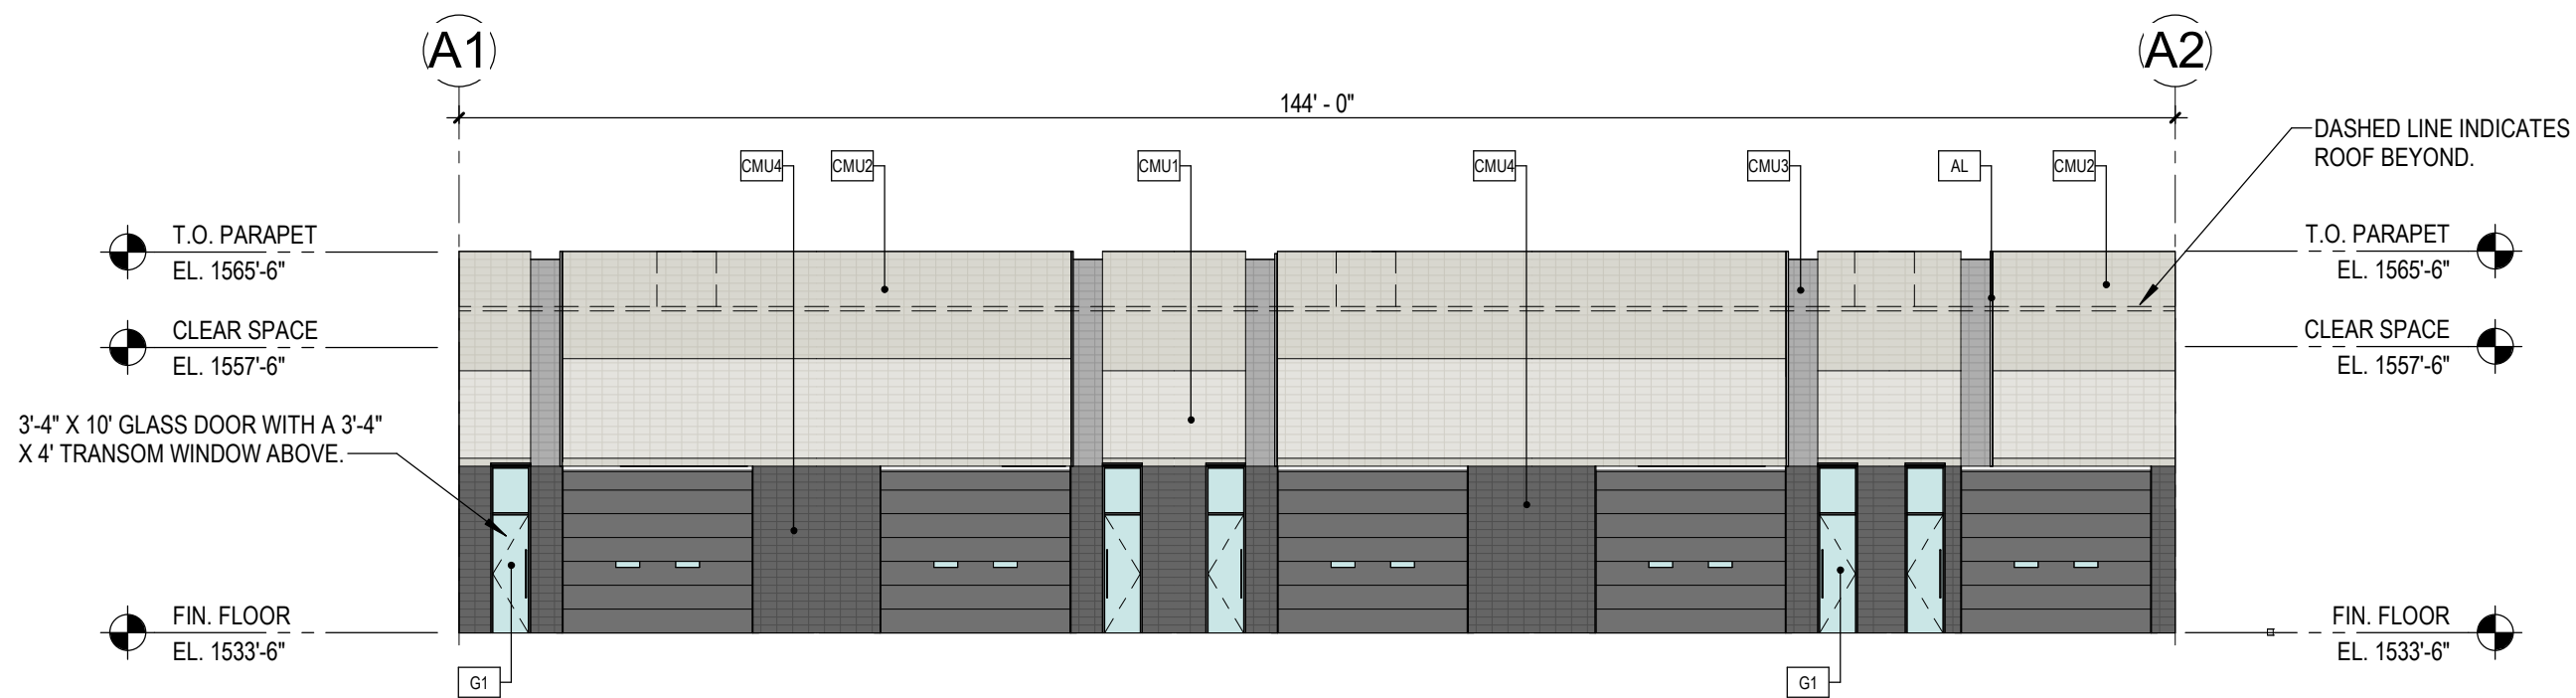 A1
A2
144' - 0"
DASHED LINE INDICATES
ROOF BEYOND.
CMU4
CMU2
CMU1
CMU4
CMU3
AL
CMU2
T.O. PARAPET
EL. 1565'-6"
T.O. PARAPET
EL. 1565'-6"
CLEAR SPACE
EL. 1557'-6"
CLEAR SPACE
EL. 1557'-6"
3'-4" X 10' GLASS DOOR WITH A 3'-4"
X 4' TRANSOM WINDOW ABOVE.
FIN. FLOOR
EL. 1533'-6"
FIN. FLOOR
EL. 1533'-6"
G1
G1